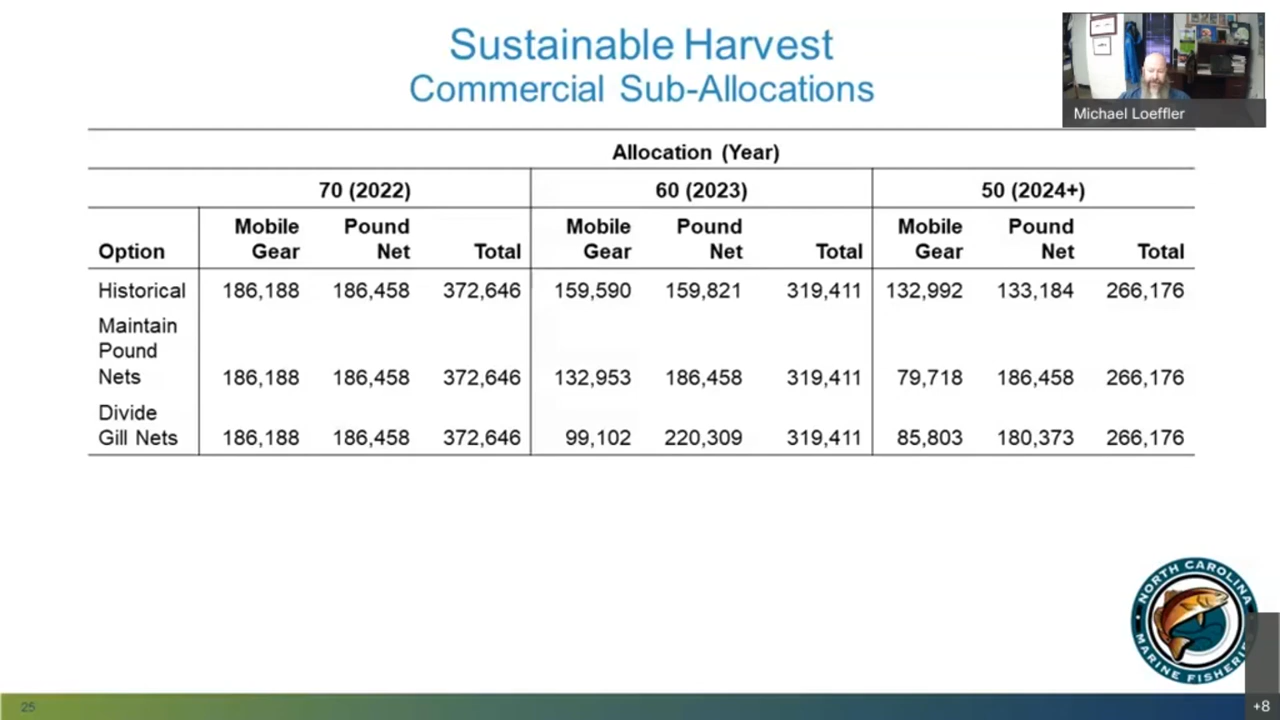 Sustainable Harvest
Commercial Sub-Allocations
Michael Loeffler
Allocation (Year)
70 (2022) 60 (2023) 50 (2024+)
Option Mobile Gear Pound Net Total Mobile Gear Pound Net Total Mobile Gear Pound Net Total
Historical 186,188 186,458 372,646 159,590 159,821 319,411 132,992 133,184 266,176
Maintain
Pound
Nets 186,188 186,458 372,646 132,953 186,458 319,411 79,718 186,458 266,176
Divide
Gill Nets 186,188 186,458 372,646 99,102 220,309 319,411 85,803 180,373 266,176
NORTH CAROLINA
MARINE FISHERIES
25
+8